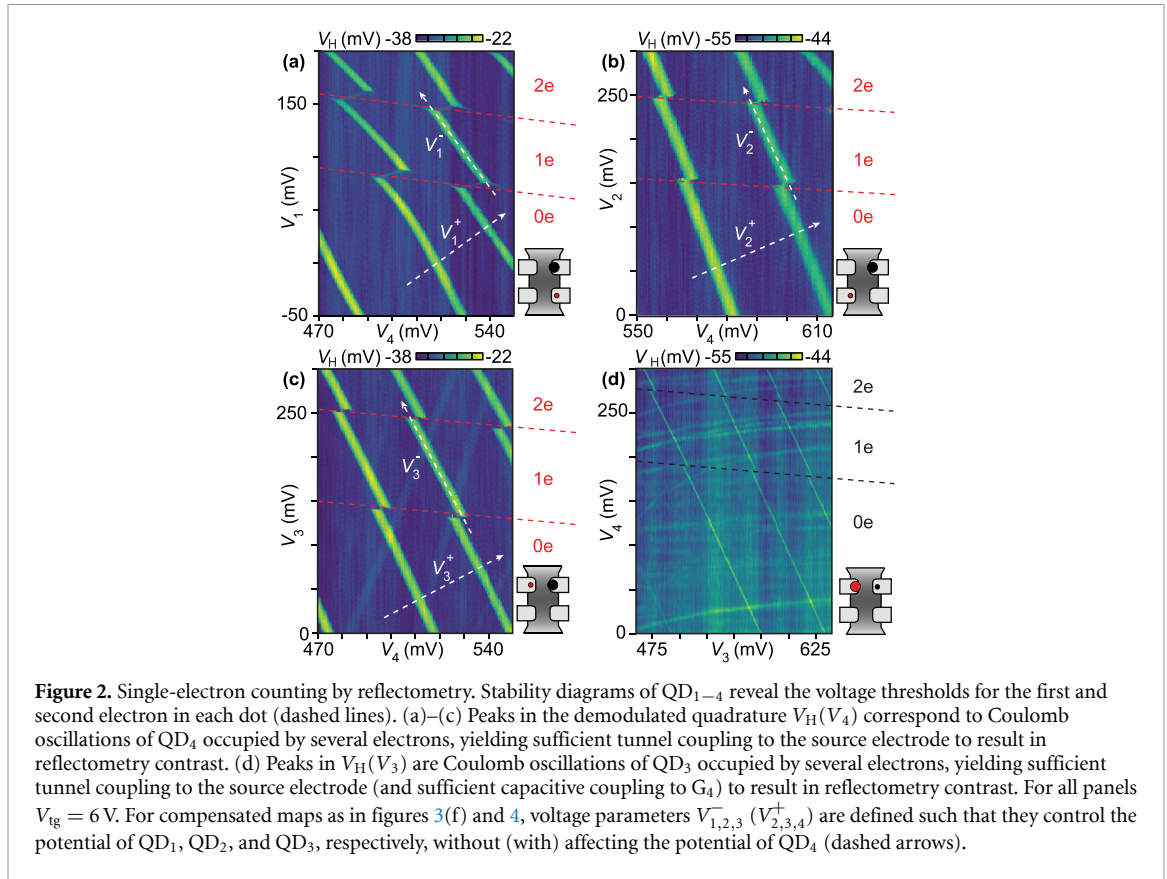 V_H (mV) -38 -22
(a)
2e
150
V_1^-
1e
V_1 (mV)
V_1^+
0e
-50
470 V_4 (mV) 540
V_H (mV) -55 -44
(b)
2e
250
V_2^-
1e
V_2 (mV)
V_2^+
0e
0
550 V_4 (mV) 610
V_H (mV) -38 -22
(c)
2e
250
V_3^-
1e
V_3 (mV)
0e
V_3^+
0
470 V_4 (mV) 540
V_H (mV) -55 -44
(d)
2e
250
1e
V_4 (mV)
0e
0
475 V_3 (mV) 625
Figure 2. Single-electron counting by reflectometry. Stability diagrams of QD_{1−4} reveal the voltage thresholds for the first and
second electron in each dot (dashed lines). (a)–(c) Peaks in the demodulated quadrature V_H(V_4) correspond to Coulomb
oscillations of QD_4 occupied by several electrons, yielding sufficient tunnel coupling to the source electrode to result in
reflectometry contrast. (d) Peaks in V_H(V_3) are Coulomb oscillations of QD_3 occupied by several electrons, yielding sufficient
tunnel coupling to the source electrode (and sufficient capacitive coupling to G_4) to result in reflectometry contrast. For all panels
V_tg = 6 V. For compensated maps as in figures 3(f) and 4, voltage parameters V^-_{1,2,3} (V^+_{2,3,4}) are defined such that they control the
potential of QD_1, QD_2, and QD_3, respectively, without (with) affecting the potential of QD_4 (dashed arrows).